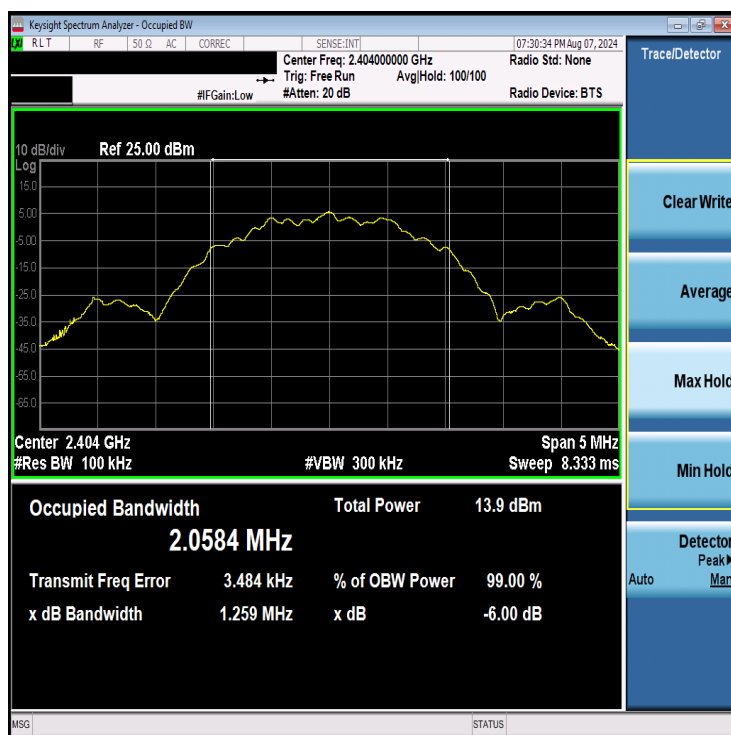 Keysight Spectrum Analyzer - Occupied BW
LXI RLT RF 50 Ω AC CORREC SENSE:INT 07:30:34 PM Aug 07, 2024
Center Freq: 2.404000000 GHz Radio Std: None
Trig: Free Run Avg|Hold: 100/100
#IFGain:Low #Atten: 20 dB Radio Device: BTS
Trace/Detector
10 dB/div Ref 25.00 dBm
Log
15.0
5.00
-5.00
-15.0
-25.0
-35.0
-45.0
-55.0
-65.0
Center 2.404 GHz Span 5 MHz
#Res BW 100 kHz #VBW 300 kHz Sweep 8.333 ms
Occupied Bandwidth Total Power 13.9 dBm
2.0584 MHz
Transmit Freq Error 3.484 kHz % of OBW Power 99.00 %
x dB Bandwidth 1.259 MHz x dB -6.00 dB
Clear Write
Average
Max Hold
Min Hold
Detector
Peak▶
Auto Man
MSG STATUS